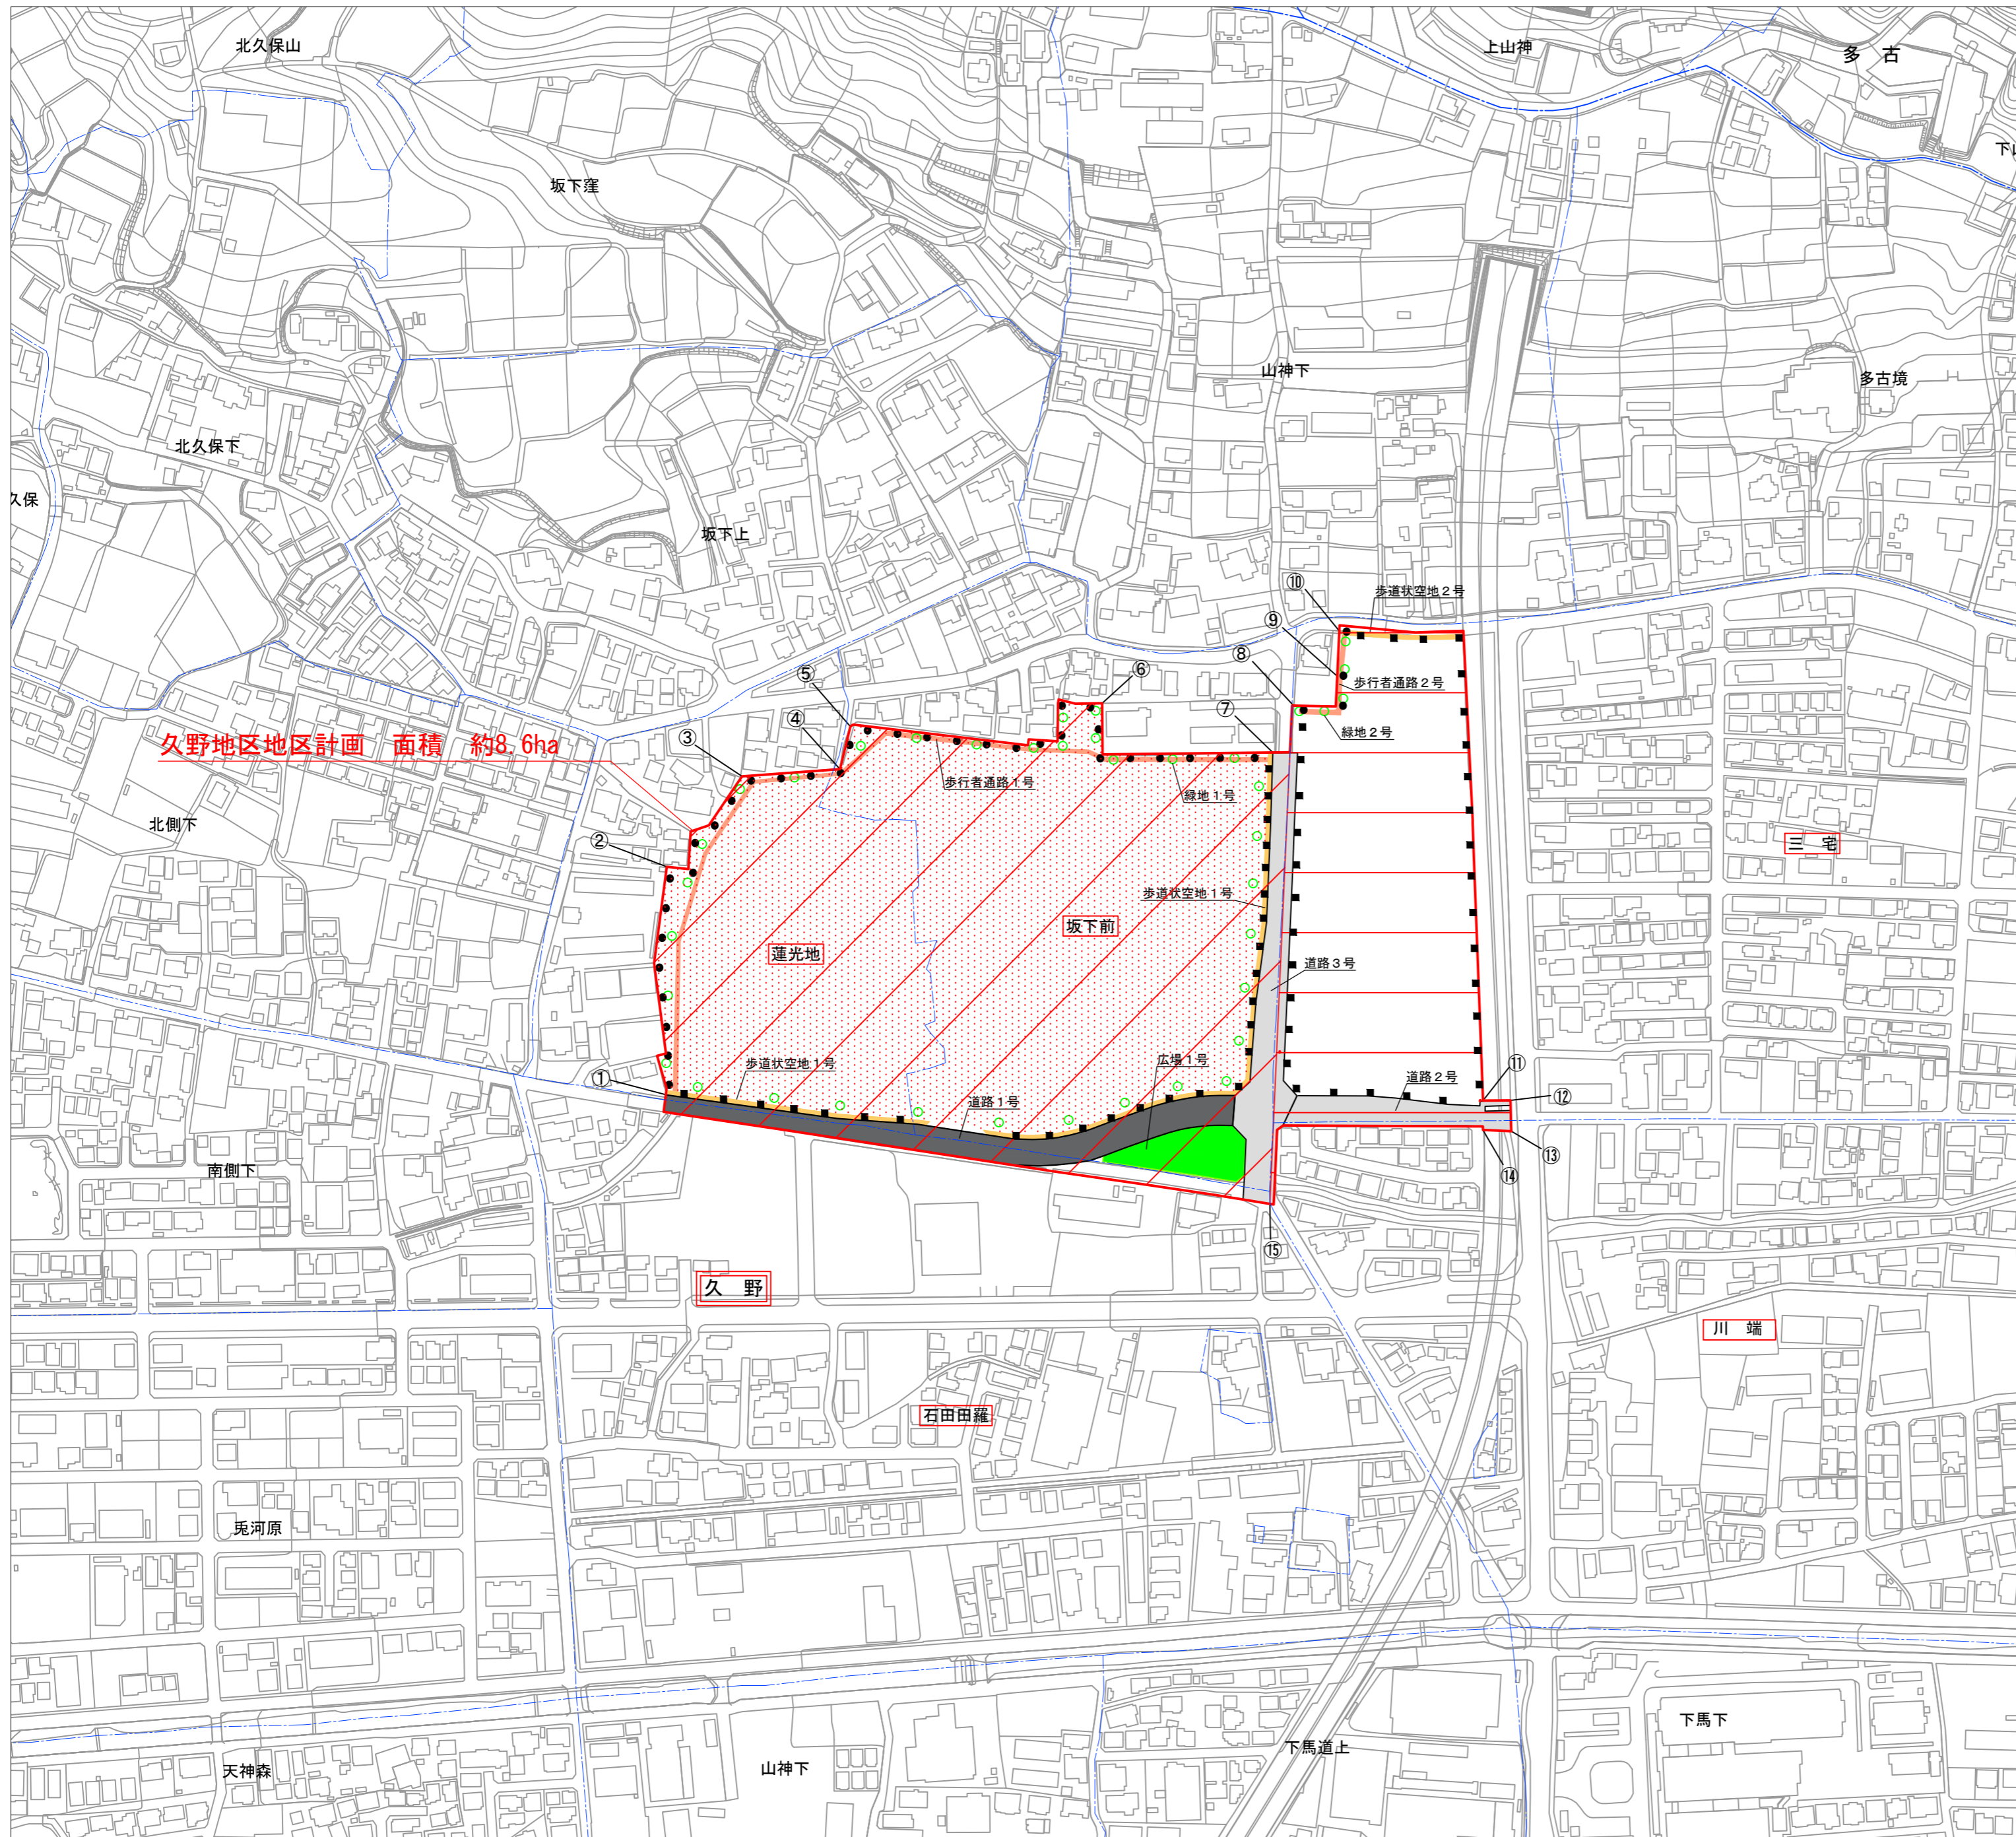 北久保山
上山神
多 古
下山
坂下窪
山神下
多古境
北久保下
久保
坂下上
⑩
歩道状空地2号
⑨
⑧
⑥
⑤
歩行者通路2号
⑦
④
緑地2号
久野地区地区計画 面積 約8.6ha
③
歩行者通路1号
緑地1号
北側下
三 宅
②
歩道状空地1号
坂下前
蓮光地
道路3号
広場1号
歩道状空地1号
①
道路2号
⑪
⑫
道路1号
⑬
⑭
南側下
⑮
久 野
川 端
石田田羅
兎河原
下馬下
下馬道上
天神森
山神下